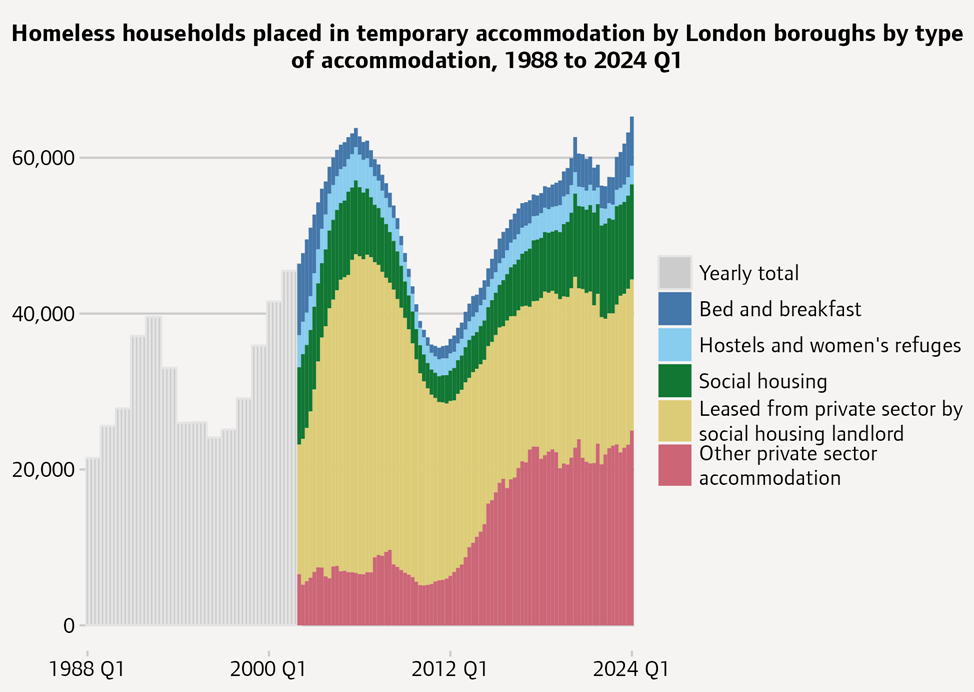 Homeless households placed in temporary accommodation by London boroughs by type
of accommodation, 1988 to 2024 Q1
60,000
40,000
20,000
0
1988 Q1
2000 Q1
2012 Q1
2024 Q1
Yearly total
Bed and breakfast
Hostels and women's refuges
Social housing
Leased from private sector by
social housing landlord
Other private sector
accommodation